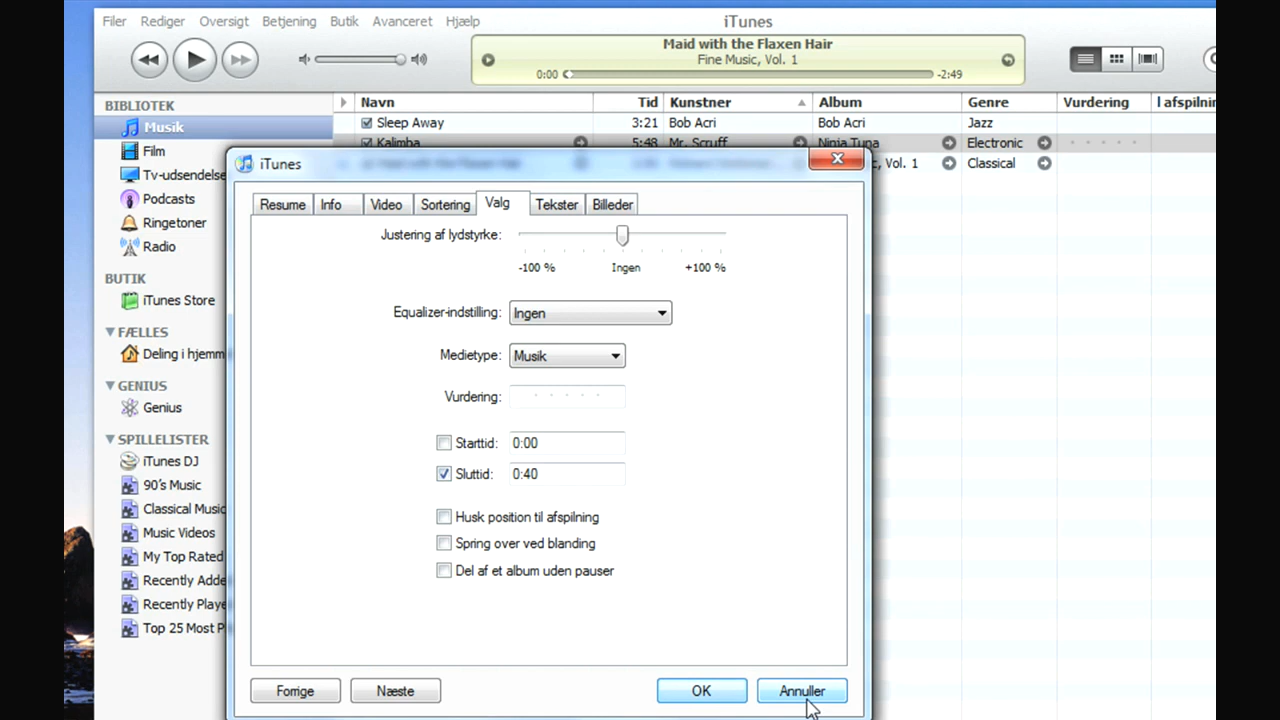 Filer Rediger Oversigt Betjening Butik Avanceret Hjælp
iTunes
Maid with the Flaxen Hair
Fine Music, Vol. 1
0:00 -2:49
BIBLIOTEK
Musik
Film
Tv-udsendelse
Podcasts
Ringetoner
Radio
BUTIK
iTunes Store
FÆLLES
Deling i hjemm
GENIUS
Genius
SPILLELISTER
iTunes DJ
90's Music
Classical Music
Music Videos
My Top Rated
Recently Adde
Recently Playe
Top 25 Most P
Navn Tid Kunstner Album Genre Vurdering I afspilnin
Sleep Away 3:21 Bob Acri Bob Acri Jazz
Kalimba 5:48 Mr. Scruff Ninja Tuna Electronic
c, Vol. 1 Classical
iTunes
Resume Info Video Sortering Valg Tekster Billeder
Justering af lydstyrke:
-100 % Ingen +100 %
Equalizer-indstilling: Ingen
Medietype: Musik
Vurdering:
Starttid: 0:00
Sluttid: 0:40
Husk position til afspilning
Spring over ved blanding
Del af et album uden pauser
Forrige Næste OK Annuller